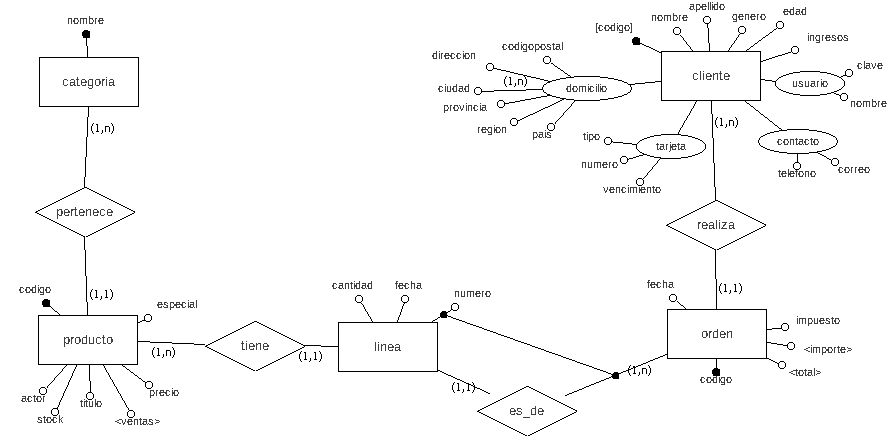 nombre
categoria
(1,n)
pertenece
(1,1)
codigo
especial
producto
(1,n)
actor
stock
titulo
<ventas>
precio
tiene
(1,1)
cantidad
fecha
numero
linea
(1,1)
es_de
(1,n)
[codigo]
nombre
apellido
genero
edad
ingresos
cliente
direccion
codigopostal
(1,n)
ciudad
domicilio
provincia
region
pais
clave
usuario
nombre
tipo
tarjeta
numero
vencimiento
contacto
telefono
correo
(1,n)
realiza
(1,1)
fecha
orden
impuesto
<importe>
<total>
codigo